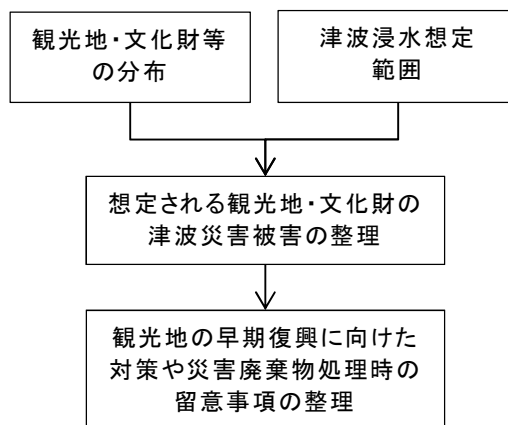 観光地・文化財等
の分布
津波浸水想定
範囲
想定される観光地・文化財の
津波災害被害の整理
観光地の早期復興に向けた
対策や災害廃棄物処理時の
留意事項の整理